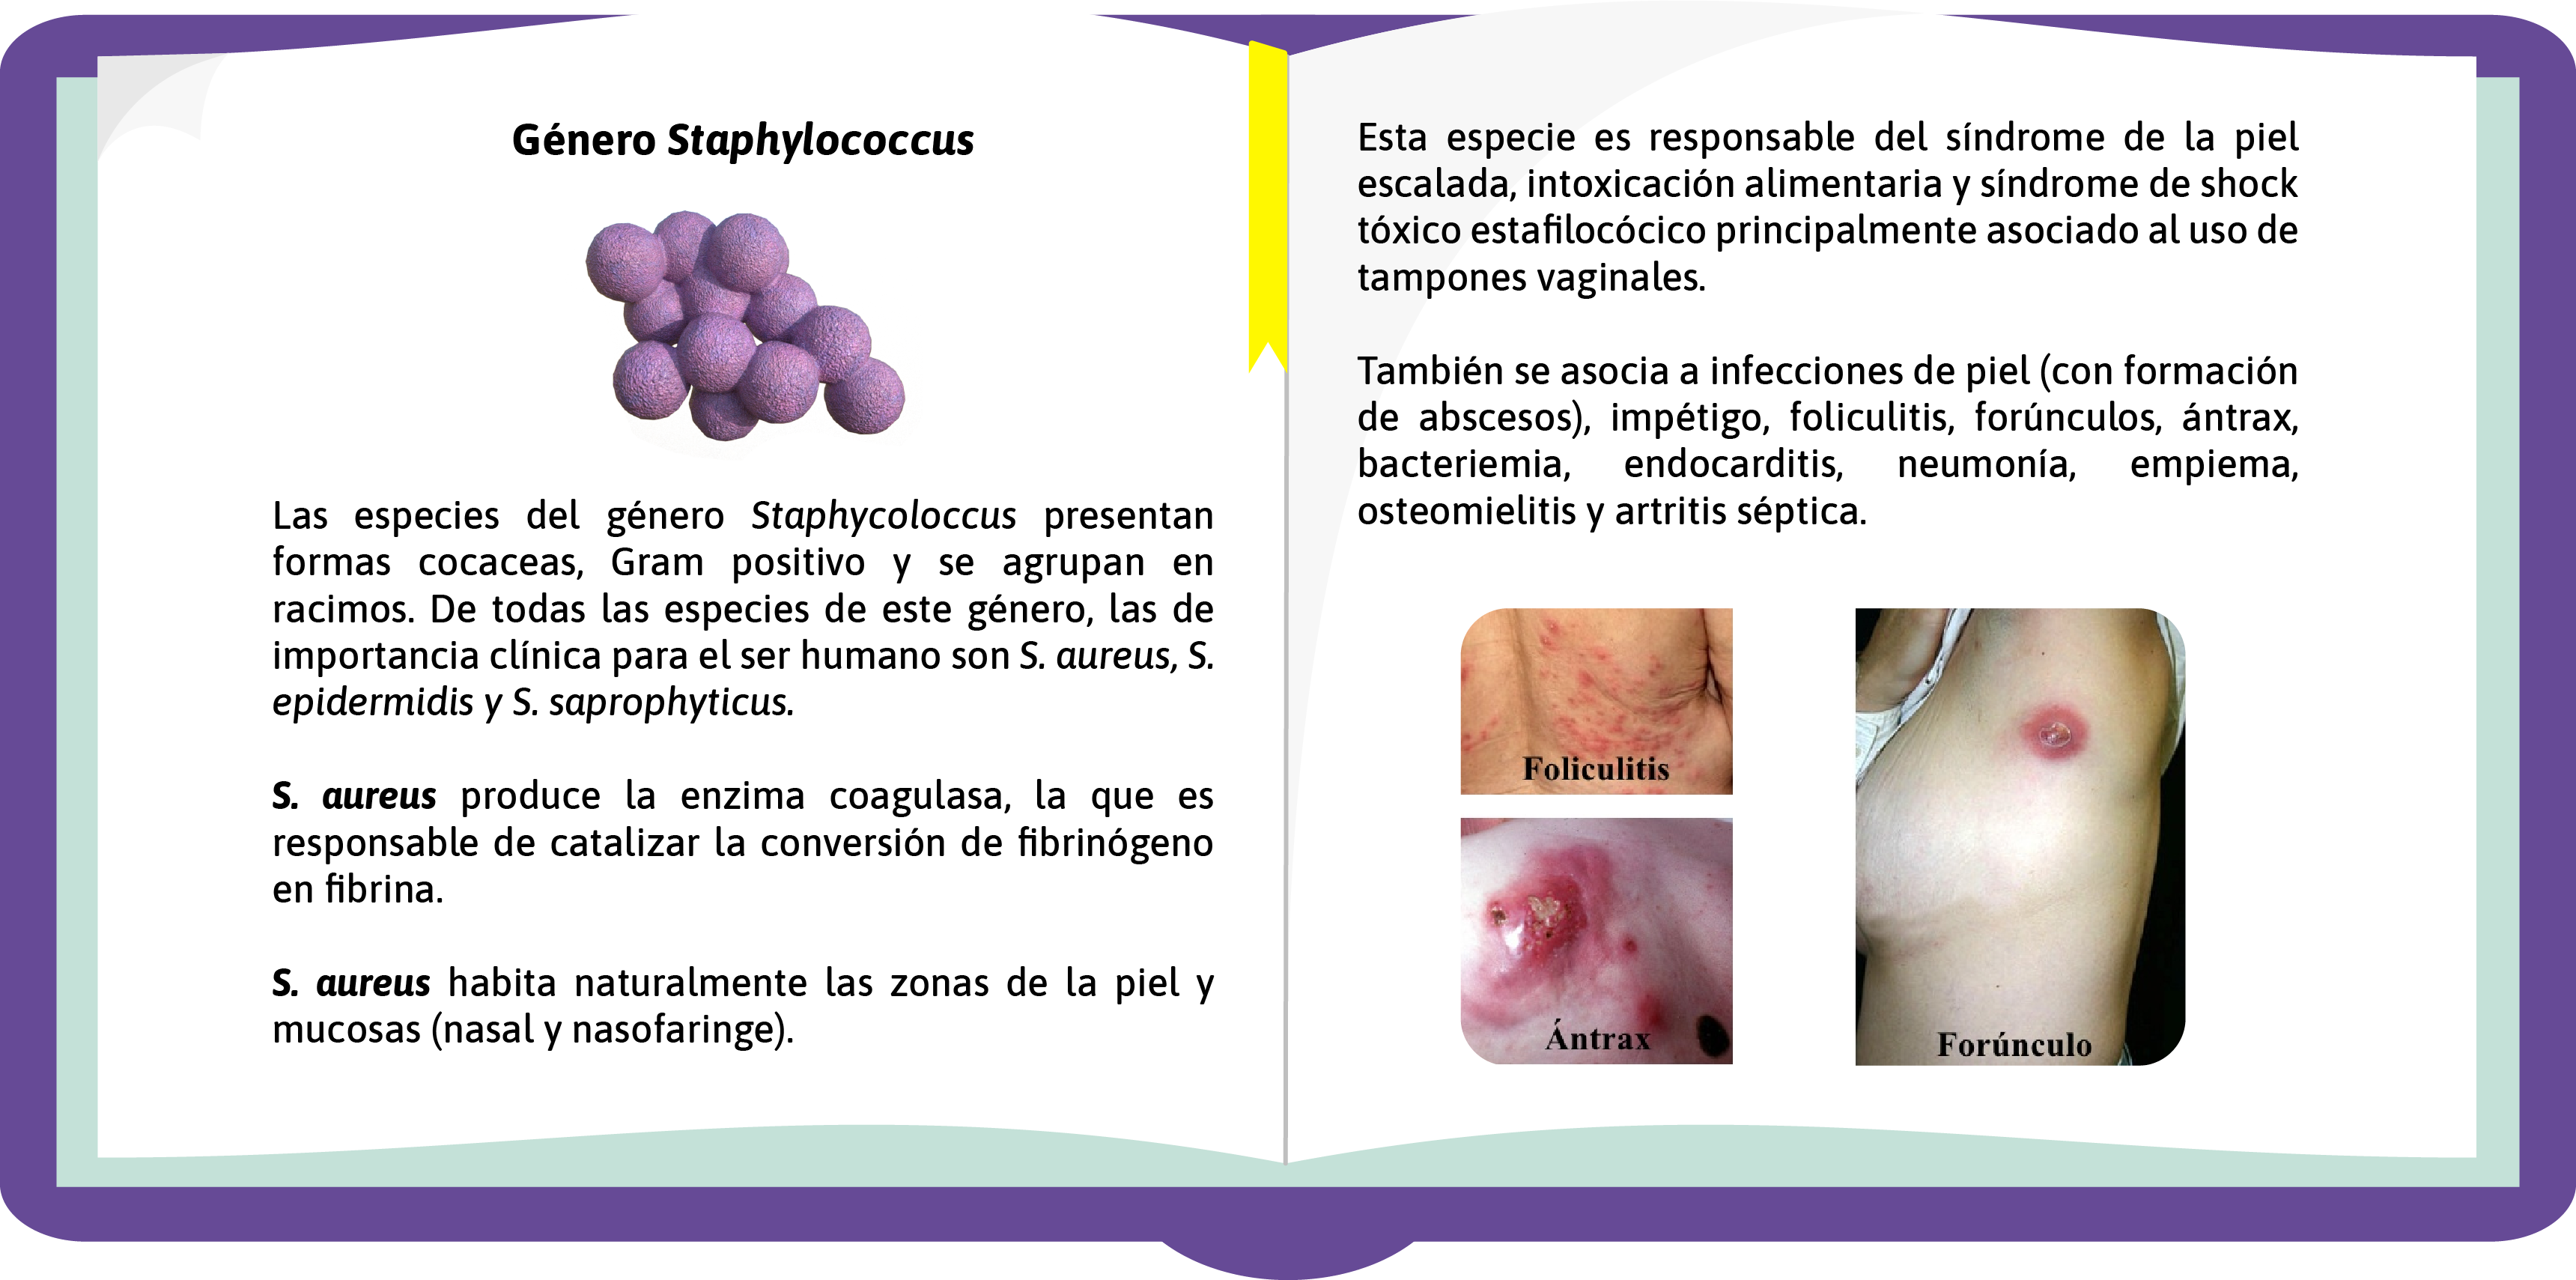 Género Staphylococcus
Las especies del género Staphycoloccus presentan
formas cocaceas, Gram positivo y se agrupan en
racimos. De todas las especies de este género, las de
importancia clínica para el ser humano son S. aureus, S.
epidermidis y S. saprophyticus.
S. aureus produce la enzima coagulasa, la que es
responsable de catalizar la conversión de fibrinógeno
en fibrina.
S. aureus habita naturalmente las zonas de la piel y
mucosas (nasal y nasofaringe).
Esta especie es responsable del síndrome de la piel
escalada, intoxicación alimentaria y síndrome de shock
tóxico estafilocócico principalmente asociado al uso de
tampones vaginales.
También se asocia a infecciones de piel (con formación
de abscesos), impétigo, foliculitis, forúnculos, ántrax,
bacteriemia, endocarditis, neumonía, empiema,
osteomielitis y artritis séptica.
Foliculitis
Ántrax
Forúnculo